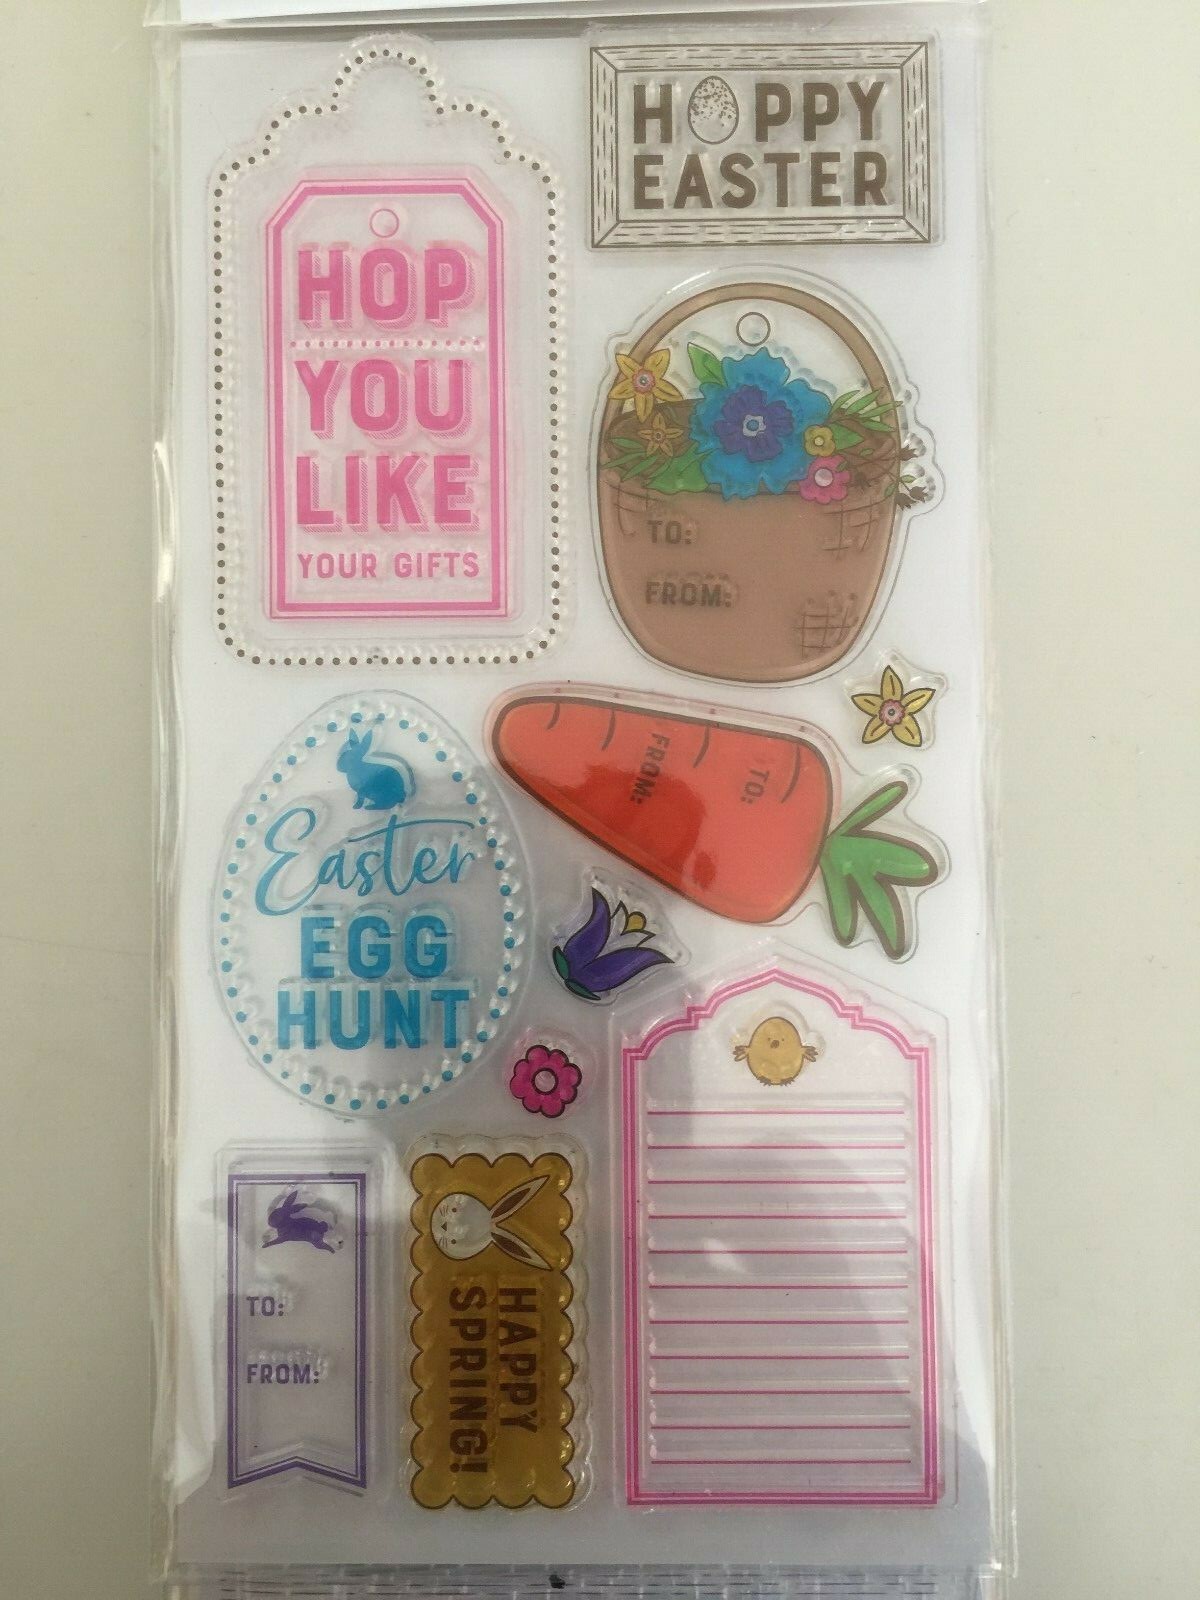 HOP
YOU
LIKE
YOUR GIFTS
HOPPY
EASTER
TO:
FROM:
TO:
FROM:
Easter
EGG
HUNT
TO:
FROM:
HAPPY
SPRING!